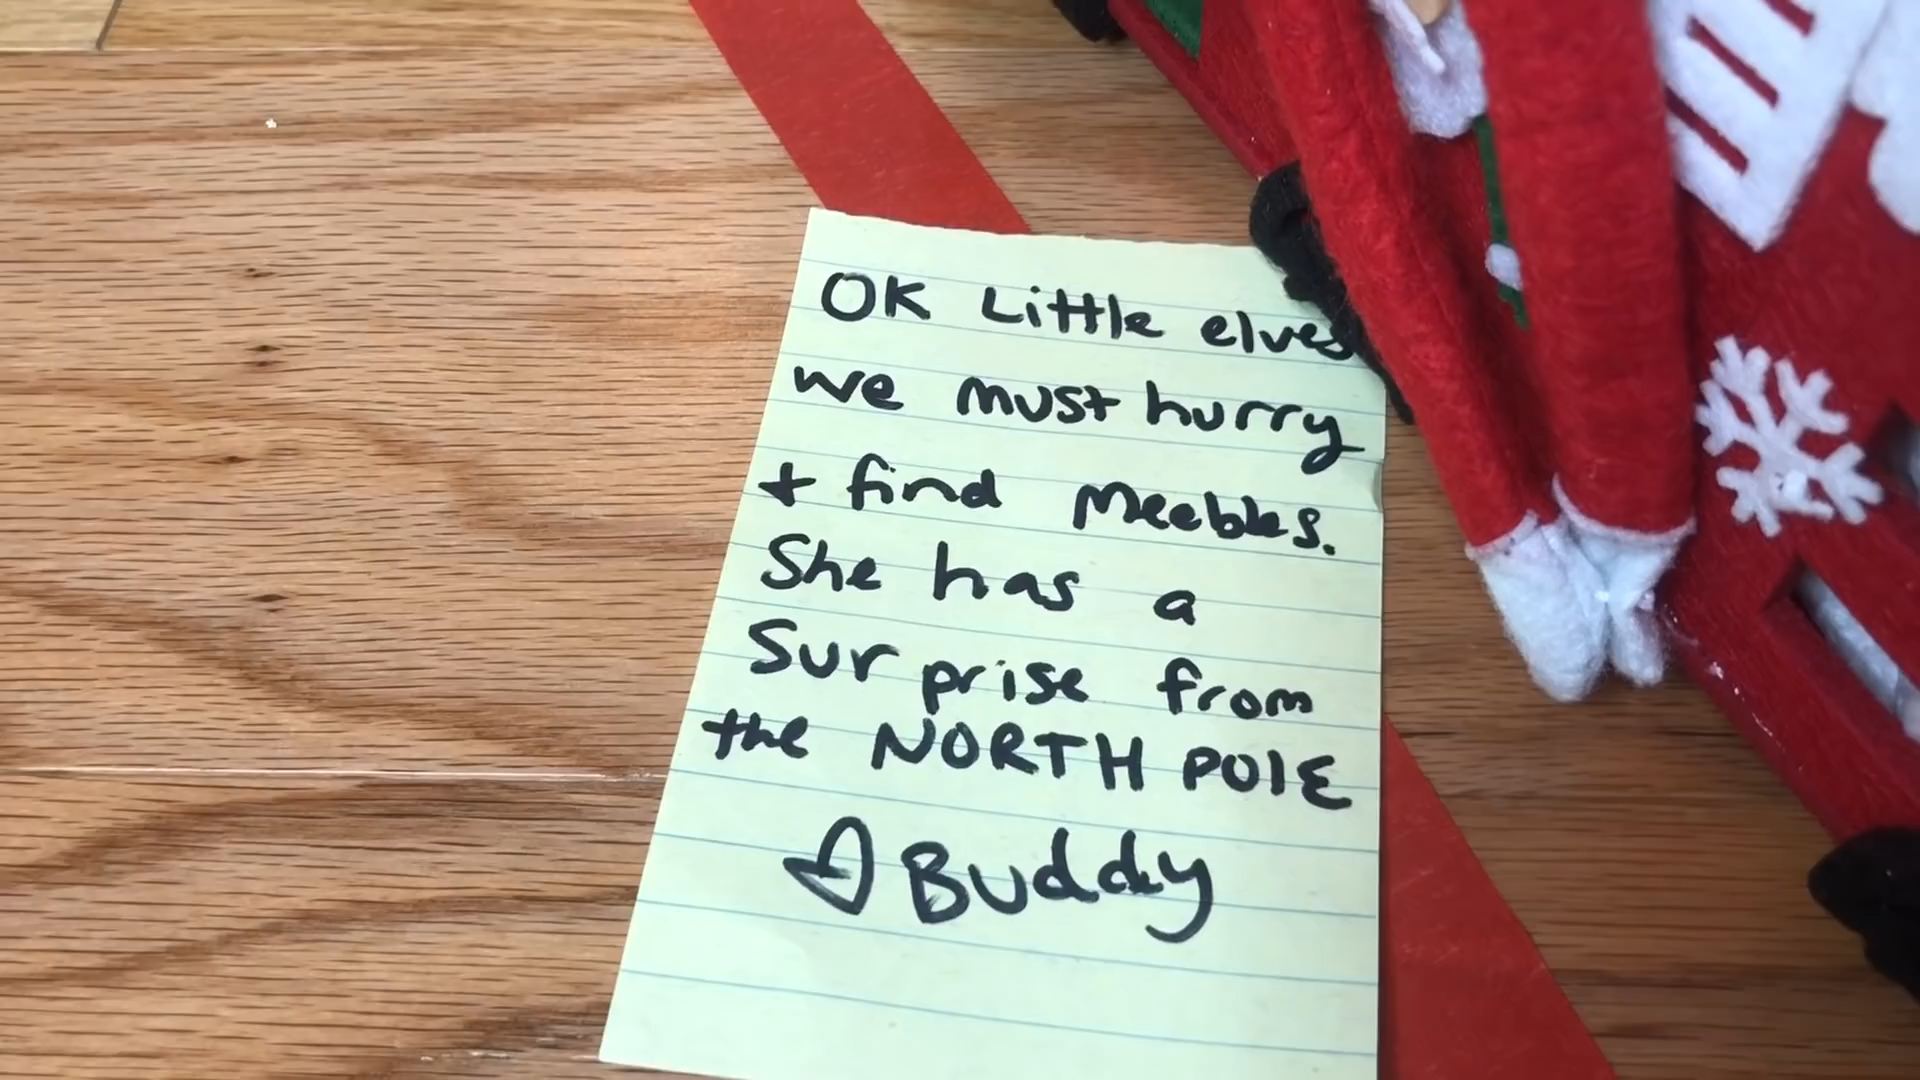 OK Little elves
we must hurry
+ find Meebles.
She has a
Surprise from
the NORTH POlE
♡ Buddy